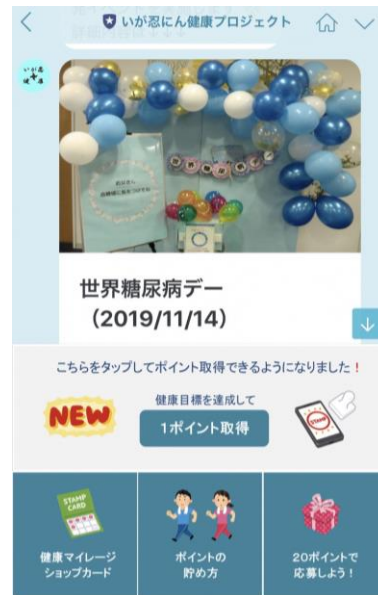 いが忍にん健康プロジェクト
世界糖尿病デー
（2019/11/14）
こちらをタップしてポイント取得できるようになりました！
NEW
健康目標を達成して
1ポイント取得
STAMP
STAMP
CARD
健康マイレージ
ショップカード
ポイントの
貯め方
20ポイントで
応募しよう！